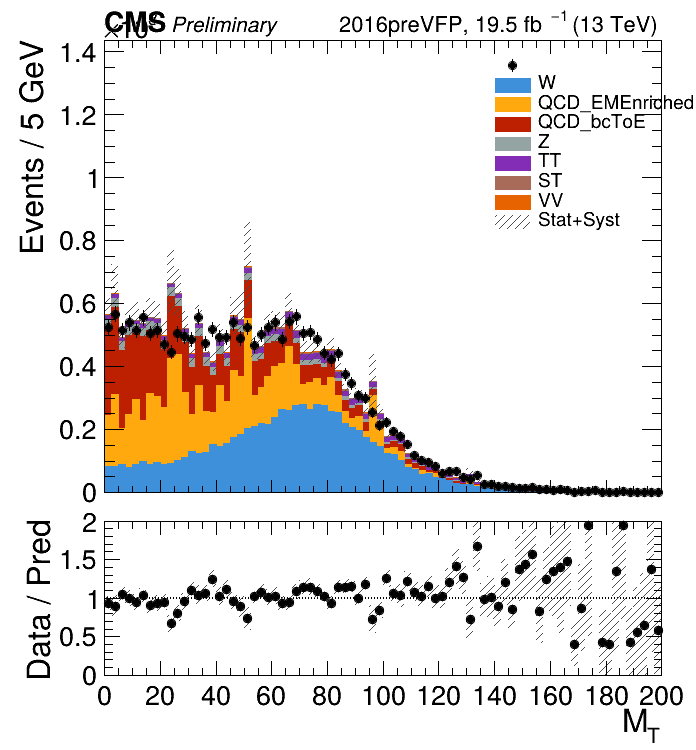 CMS Preliminary 2016preVFP, 19.5 fb⁻¹ (13 TeV)
Events / 5 GeV
1.4
1.2
1
0.8
0.6
0.4
0.2
0
W
QCD_EMEnriched
QCD_bcToE
Z
TT
ST
VV
Stat+Syst
Data / Pred
2
1.5
1
0.5
0
0 20 40 60 80 100 120 140 160 180 200
M_T